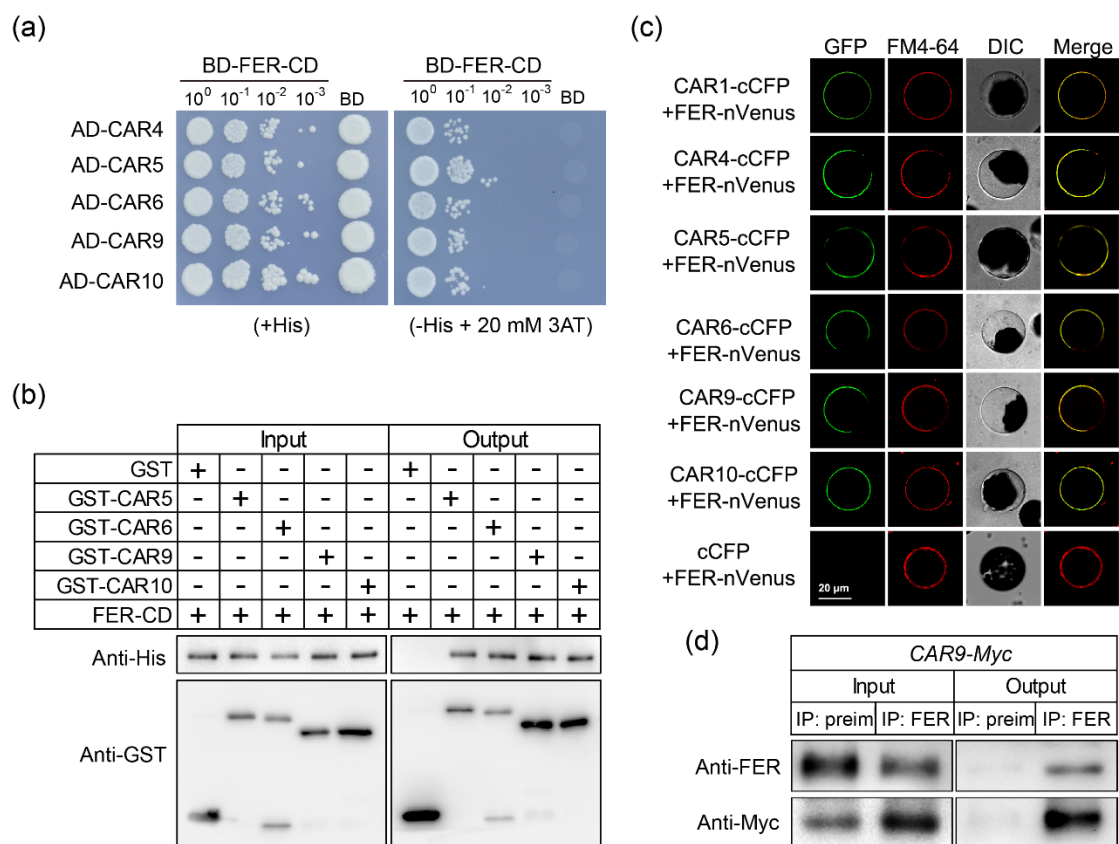 (a)
BD-FER-CD BD-FER-CD
10⁰ 10⁻¹ 10⁻² 10⁻³ BD 10⁰ 10⁻¹ 10⁻² 10⁻³ BD
AD-CAR4
AD-CAR5
AD-CAR6
AD-CAR9
AD-CAR10
(+His) (-His + 20 mM 3AT)
(b)
Input Output
GST + - - - - + - - - -
GST-CAR5 - + - - - - + - - -
GST-CAR6 - - + - - - - + - -
GST-CAR9 - - - + - - - - + -
GST-CAR10 - - - - + - - - - +
FER-CD + + + + + + + + + +
Anti-His
Anti-GST
(c)
GFP FM4-64 DIC Merge
CAR1-cCFP
+FER-nVenus
CAR4-cCFP
+FER-nVenus
CAR5-cCFP
+FER-nVenus
CAR6-cCFP
+FER-nVenus
CAR9-cCFP
+FER-nVenus
CAR10-cCFP
+FER-nVenus
cCFP
+FER-nVenus
20 μm
(d)
CAR9-Myc
Input Output
IP: preim IP: FER IP: preim IP: FER
Anti-FER
Anti-Myc